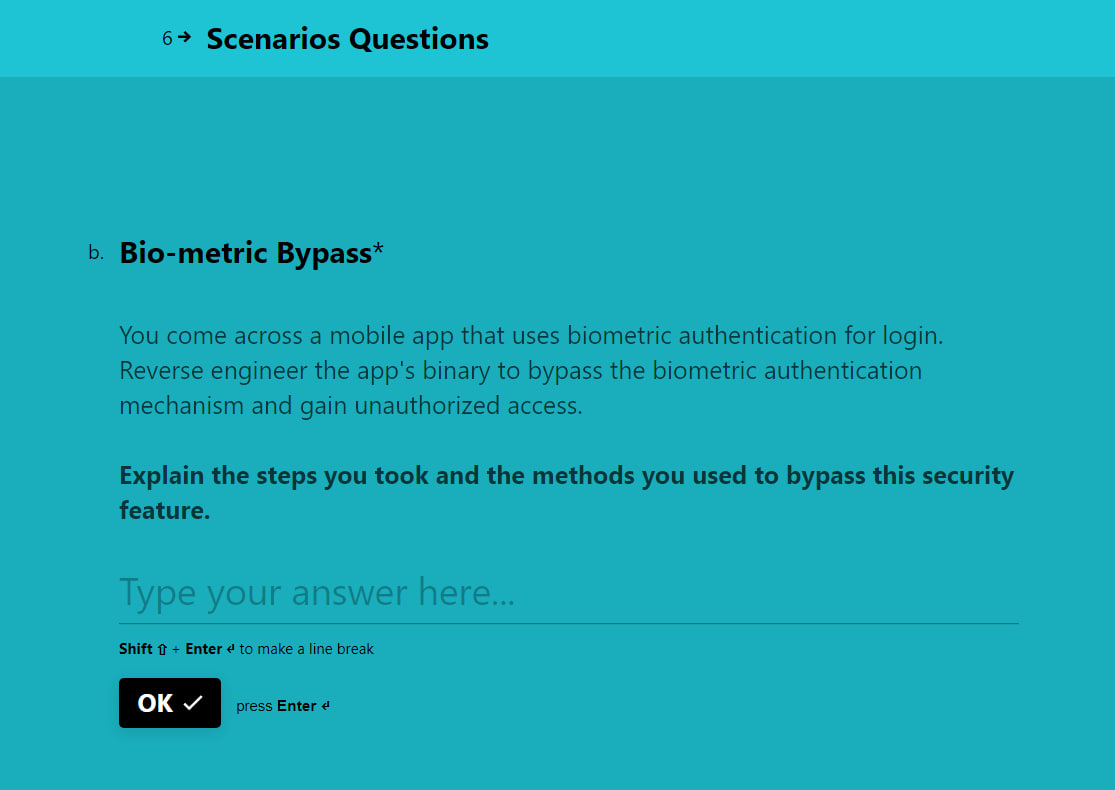 6→ Scenarios Questions
b. Bio-metric Bypass*
You come across a mobile app that uses biometric authentication for login.
Reverse engineer the app's binary to bypass the biometric authentication
mechanism and gain unauthorized access.
Explain the steps you took and the methods you used to bypass this security
feature.
Type your answer here...
Shift ⇧ + Enter ↵ to make a line break
OK ✓ press Enter ↵